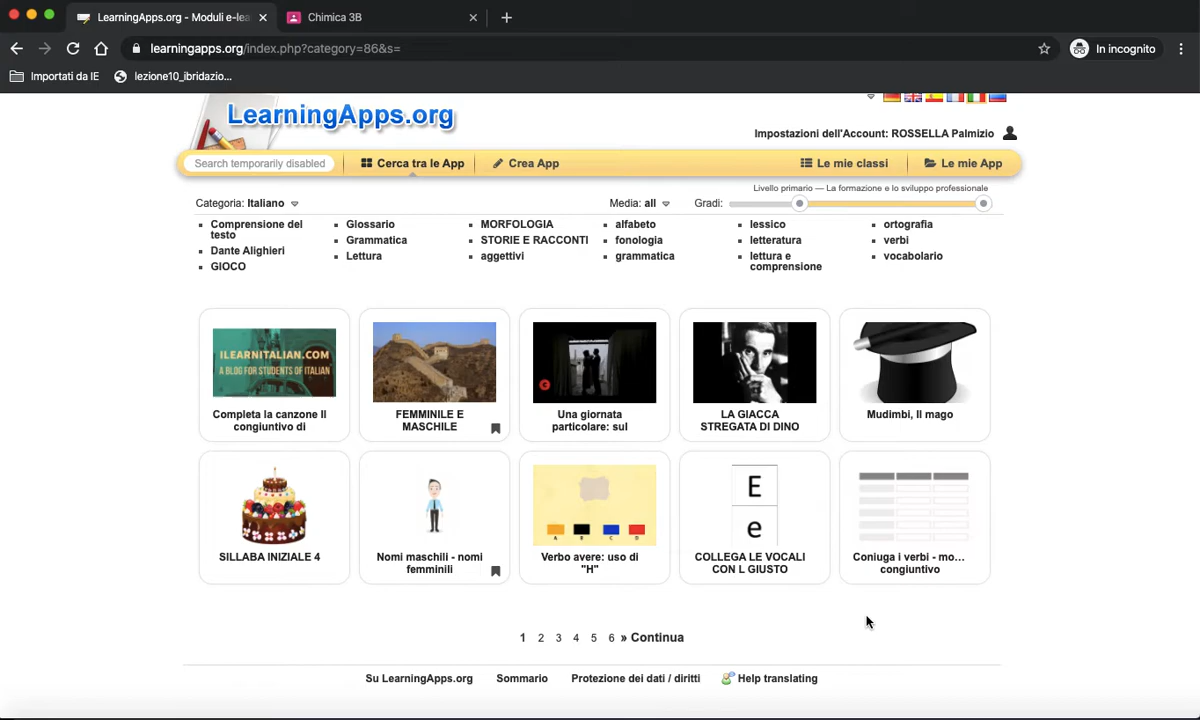 LearningApps.org - Moduli e-lea
Chimica 3B
learningapps.org/index.php?category=86&s=
In incognito
Importati da IE
lezione10_ibridazio...
LearningApps.org
Impostazioni dell'Account: ROSSELLA Palmizio
Search temporarily disabled
Cerca tra le App
Crea App
Le mie classi
Le mie App
Livello primario — La formazione e lo sviluppo professionale
Categoria: Italiano
Media: all
Gradi:
Comprensione del
testo
Dante Alighieri
GIOCO
Glossario
Grammatica
Lettura
MORFOLOGIA
STORIE E RACCONTI
aggettivi
alfabeto
fonologia
grammatica
lessico
letteratura
lettura e
comprensione
ortografia
verbi
vocabolario
ILEARNITALIAN.COM
A BLOG FOR STUDENTS OF ITALIAN
Completa la canzone Il
congiuntivo di
FEMMINILE E
MASCHILE
G
Una giornata
particolare: sul
LA GIACCA
STREGATA DI DINO
Mudimbi, Il mago
SILLABA INIZIALE 4
Nomi maschili - nomi
femminili
A B C D
Verbo avere: uso di
"H"
E
e
COLLEGA LE VOCALI
CON L GIUSTO
Coniuga i verbi - mo...
congiuntivo
1 2 3 4 5 6 » Continua
Su LearningApps.org
Sommario
Protezione dei dati / diritti
Help translating